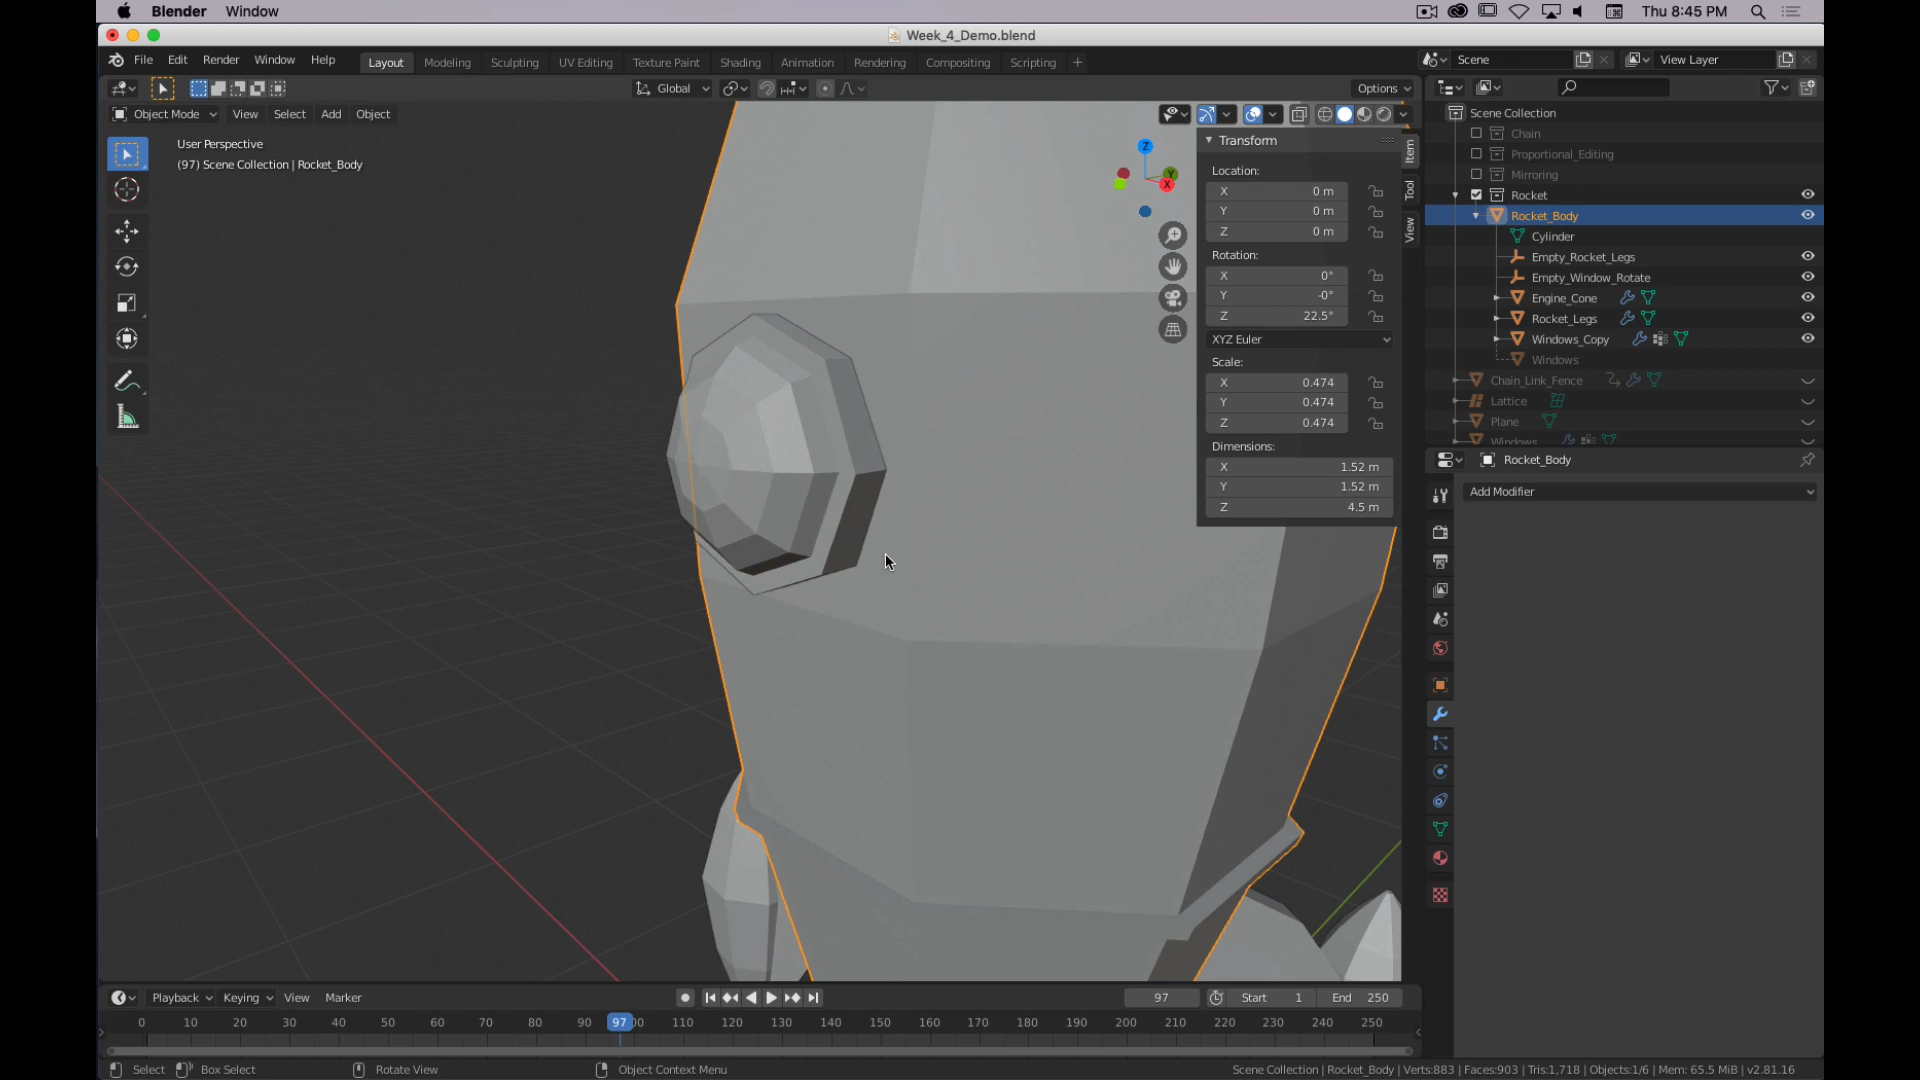 Blender Window Thu 8:45 PM
Week_4_Demo.blend
File Edit Render Window Help Layout Modeling Sculpting UV Editing Texture Paint Shading Animation Rendering Compositing Scripting + Scene View Layer
Global Options
Object Mode View Select Add Object
User Perspective
(97) Scene Collection | Rocket_Body
Z
Y
X
Transform
Location:
X 0 m
Y 0 m
Z 0 m
Rotation:
X 0°
Y -0°
Z 22.5°
XYZ Euler
Scale:
X 0.474
Y 0.474
Z 0.474
Dimensions:
X 1.52 m
Y 1.52 m
Z 4.5 m
Item
Tool
View
Scene Collection
Chain
Proportional_Editing
Mirroring
Rocket
Rocket_Body
Cylinder
Empty_Rocket_Legs
Empty_Window_Rotate
Engine_Cone
Rocket_Legs
Windows_Copy
Windows
Chain_Link_Fence
Lattice
Plane
Windows
Rocket_Body
Add Modifier
Playback Keying View Marker 97 Start 1 End 250
0 10 20 30 40 50 60 70 80 90 97 00 110 120 130 140 150 160 170 180 190 200 210 220 230 240 250
Select Box Select Rotate View Object Context Menu Scene Collection | Rocket_Body | Verts:883 | Faces:903 | Tris:1,718 | Objects:1/6 | Mem: 65.5 MiB | v2.81.16